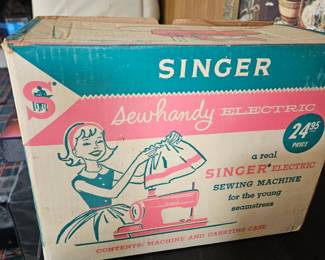 SINGER
S
sewhandy ELECTRIC
24.95
PRICE
a real
SINGER* ELECTRIC
SEWING MACHINE
for the young
seamstress
CONTENTS: MACHINE AND CARRYING CASE